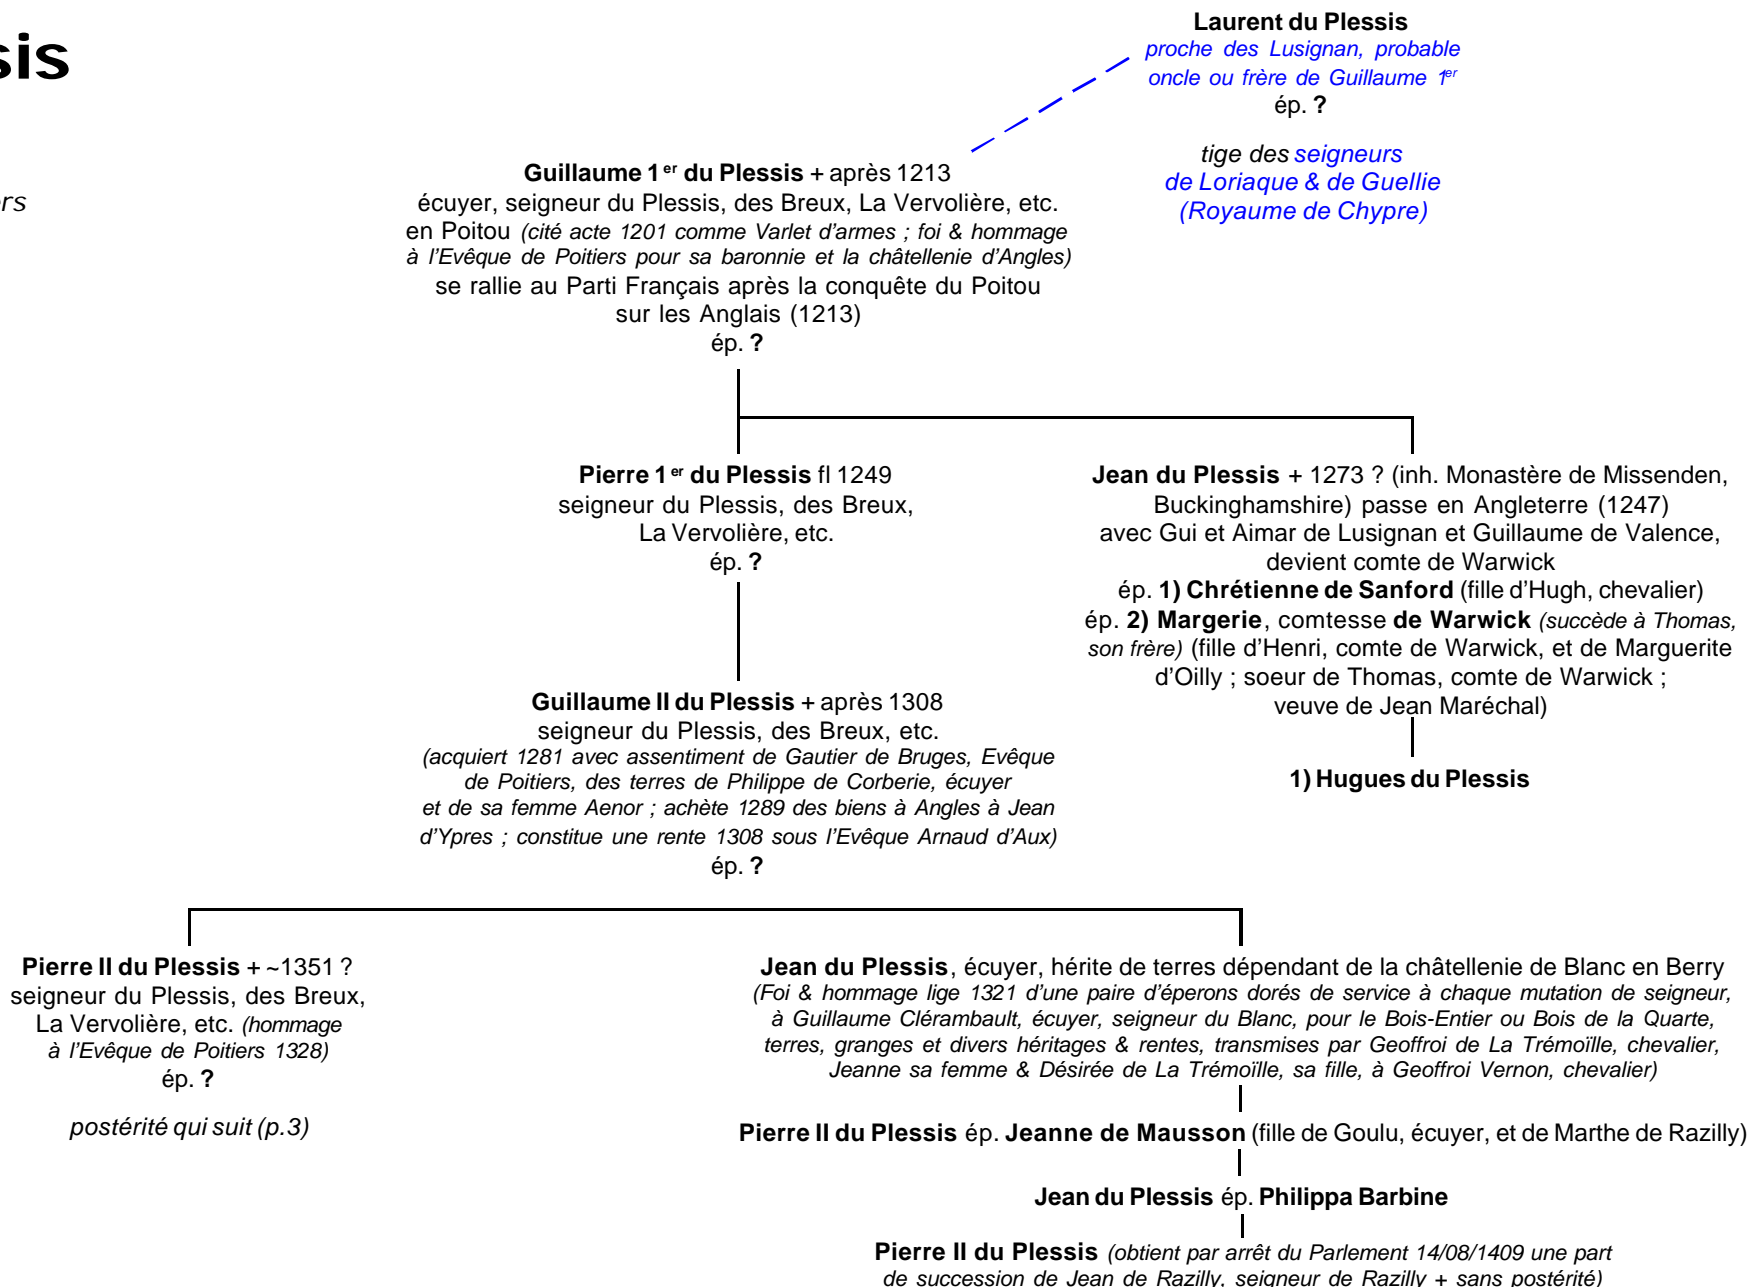 sis
rs
Laurent du Plessis
proche des Lusignan, probable
oncle ou frère de Guillaume 1er
ép. ?
tige des seigneurs
de Loriaque & de Guellie
(Royaume de Chypre)
Guillaume 1er du Plessis + après 1213
écuyer, seigneur du Plessis, des Breux, La Vervolière, etc.
en Poitou (cité acte 1201 comme Varlet d'armes ; foi & hommage
à l'Evêque de Poitiers pour sa baronnie et la châtellenie d'Angles)
se rallie au Parti Français après la conquête du Poitou
sur les Anglais (1213)
ép. ?
Pierre 1er du Plessis fl 1249
seigneur du Plessis, des Breux,
La Vervolière, etc.
ép. ?
Jean du Plessis + 1273 ? (inh. Monastère de Missenden,
Buckinghamshire) passe en Angleterre (1247)
avec Gui et Aimar de Lusignan et Guillaume de Valence,
devient comte de Warwick
ép. 1) Chrétienne de Sanford (fille d'Hugh, chevalier)
ép. 2) Margerie, comtesse de Warwick (succède à Thomas,
son frère) (fille d'Henri, comte de Warwick, et de Marguerite
d'Oilly ; soeur de Thomas, comte de Warwick ;
veuve de Jean Maréchal)
1) Hugues du Plessis
Guillaume II du Plessis + après 1308
seigneur du Plessis, des Breux, etc.
(acquiert 1281 avec assentiment de Gautier de Bruges, Evêque
de Poitiers, des terres de Philippe de Corberie, écuyer
et de sa femme Aenor ; achète 1289 des biens à Angles à Jean
d'Ypres ; constitue une rente 1308 sous l'Evêque Arnaud d'Aux)
ép. ?
Pierre II du Plessis + ~1351 ?
seigneur du Plessis, des Breux,
La Vervolière, etc. (hommage
à l'Evêque de Poitiers 1328)
ép. ?
postérité qui suit (p.3)
Jean du Plessis, écuyer, hérite de terres dépendant de la châtellenie de Blanc en Berry
(Foi & hommage lige 1321 d'une paire d'éperons dorés de service à chaque mutation de seigneur,
à Guillaume Clérambault, écuyer, seigneur du Blanc, pour le Bois-Entier ou Bois de la Quarte,
terres, granges et divers héritages & rentes, transmises par Geoffroi de La Trémoïlle, chevalier,
Jeanne sa femme & Désirée de La Trémoïlle, sa fille, à Geoffroi Vernon, chevalier)
Pierre II du Plessis ép. Jeanne de Mausson (fille de Goulu, écuyer, et de Marthe de Razilly)
Jean du Plessis ép. Philippa Barbine
Pierre II du Plessis (obtient par arrêt du Parlement 14/08/1409 une part
de succession de Jean de Razilly, seigneur de Razilly + sans postérité)